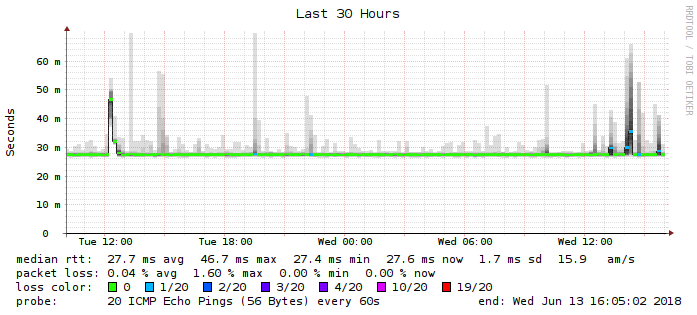 Last 30 Hours
RRDTOOL / TOBI OETIKER
Seconds
60 m
50 m
40 m
30 m
20 m
10 m
0
Tue 12:00 Tue 18:00 Wed 00:00 Wed 06:00 Wed 12:00
median rtt: 27.7 ms avg 46.7 ms max 27.4 ms min 27.6 ms now 1.7 ms sd 15.9 am/s
packet loss: 0.04 % avg 1.60 % max 0.00 % min 0.00 % now
loss color: 0 1/20 2/20 3/20 4/20 10/20 19/20
probe: 20 ICMP Echo Pings (56 Bytes) every 60s end: Wed Jun 13 16:05:02 2018